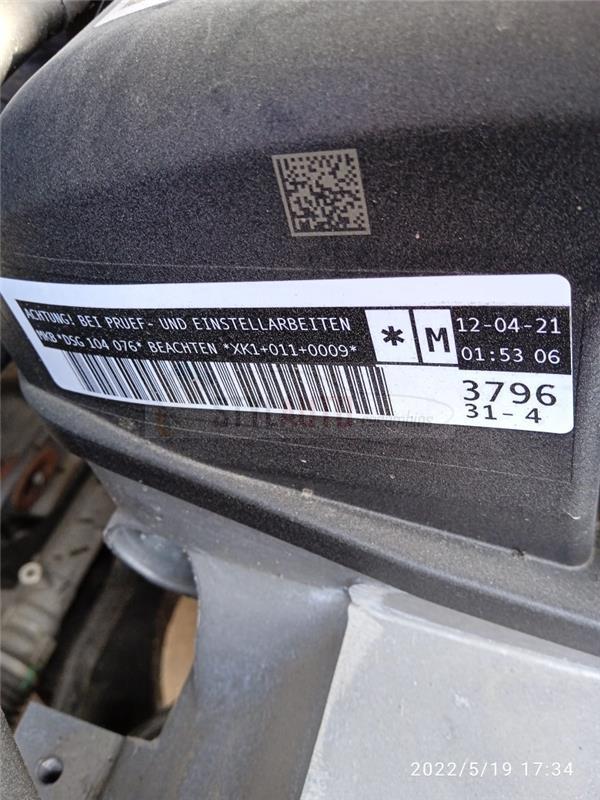 ACHTUNG! BEI PRUEF- UND EINSTELLARBEITEN
MKB*DSG 104 076* BEACHTEN *XK1+011+0009*
* M
12-04-21
01:53 06
3796
31-4
2022/5/19 17:34